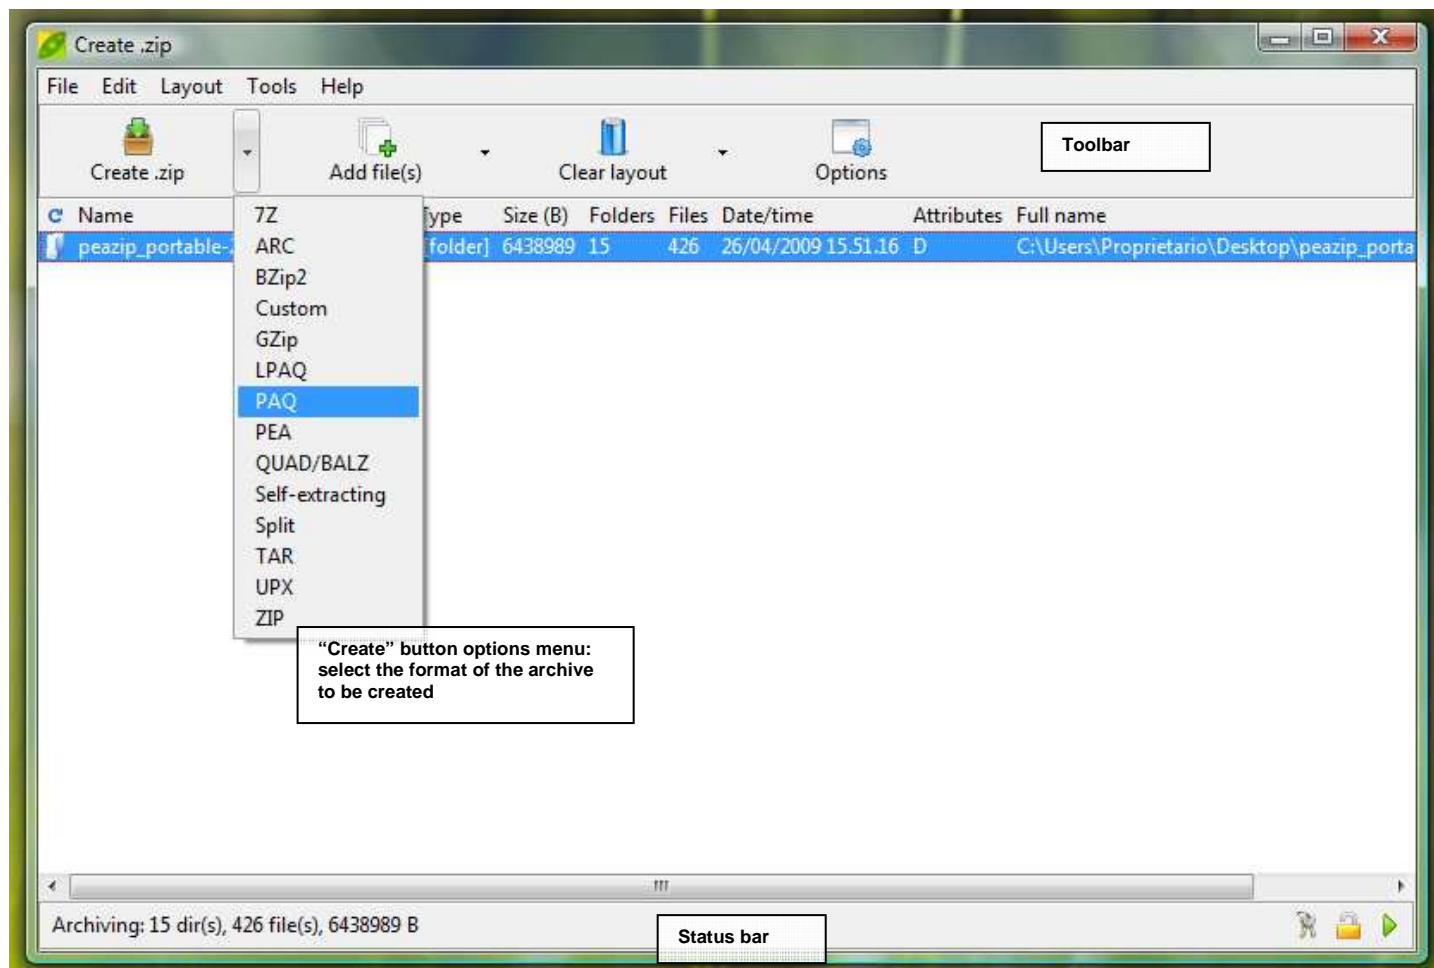 Create .zip
File Edit Layout Tools Help
Create .zip Add file(s) Clear layout Options
Toolbar
Name Type Size (B) Folders Files Date/time Attributes Full name
peazip_portable- [folder] 6438989 15 426 26/04/2009 15.51.16 D C:\Users\Proprietario\Desktop\peazip_porta
7Z
ARC
BZip2
Custom
GZip
LPAQ
PAQ
PEA
QUAD/BALZ
Self-extracting
Split
TAR
UPX
ZIP
“Create” button options menu:
select the format of the archive
to be created
Archiving: 15 dir(s), 426 file(s), 6438989 B
Status bar